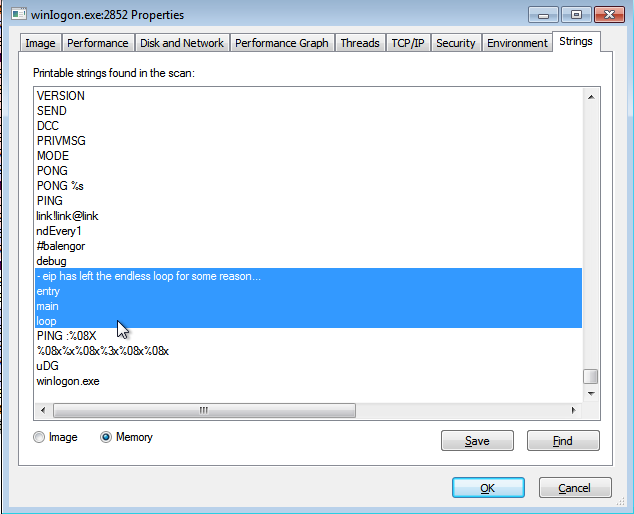 winlogon.exe:2852 Properties
Image Performance Disk and Network Performance Graph Threads TCP/IP Security Environment Strings
Printable strings found in the scan:
VERSION
SEND
DCC
PRIVMSG
MODE
PONG
PONG %s
PING
link!link@link
ndEvery1
#balengor
debug
- eip has left the endless loop for some reason...
entry
main
loop
PING :%08X
%08x%x%08x%3x%08x%08x
uDG
winlogon.exe
Image Memory Save Find
OK Cancel